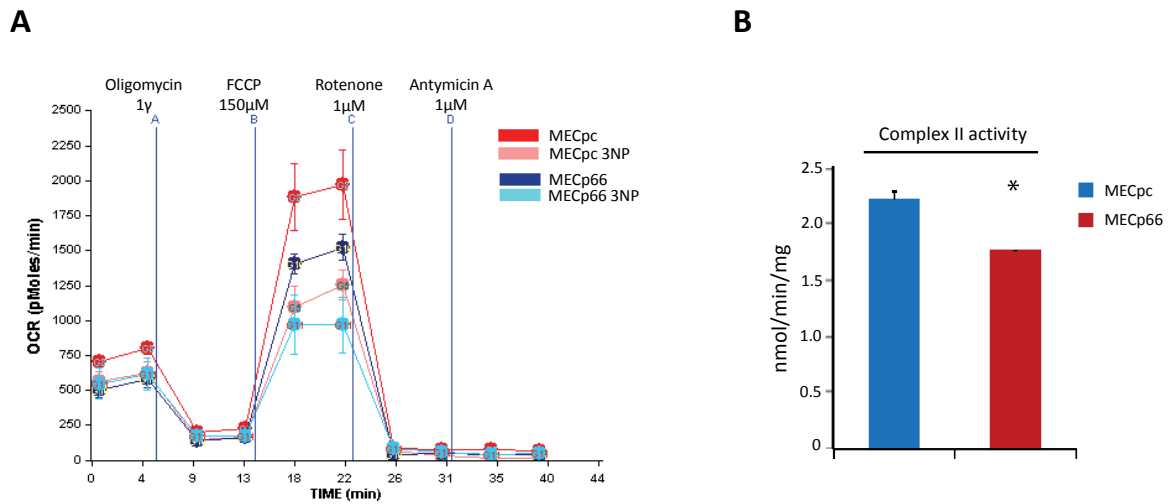 A
Oligomycin FCCP Rotenone Antymicin A
1γ 150μM 1μM 1μM
A B C D
2500
2250
2000
1750
1500
1250
1000
750
500
250
0
OCR (pMoles/min)
0 4 9 13 18 22 26 31 35 40 44
TIME (min)
MECpc
MECpc 3NP
MECp66
MECp66 3NP
B
Complex II activity
2.5
2.0
1.5
1.0
0.5
0
nmol/min/mg
*
MECpc
MECp66